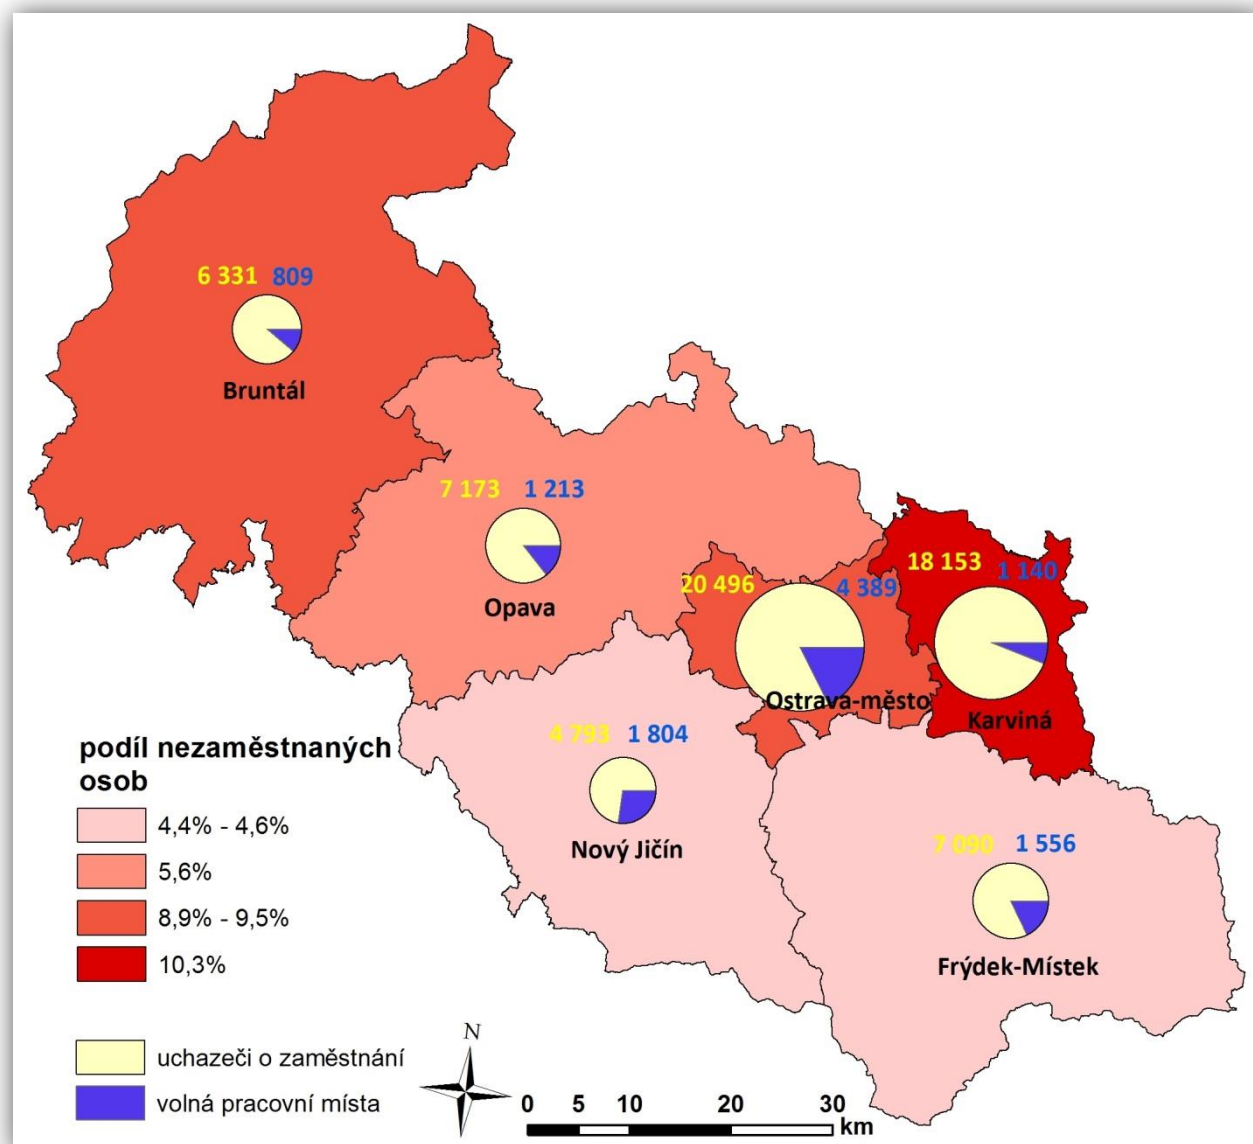 6 331 809
Bruntál
7 173 1 213
Opava
20 496 4 389
Ostrava-město
18 153 1 140
Karviná
4 793 1 804
Nový Jičín
7 090 1 556
Frýdek-Místek
podíl nezaměstnaných
osob
4,4% - 4,6%
5,6%
8,9% - 9,5%
10,3%
uchazeči o zaměstnání
volná pracovní místa
N
0 5 10 20 30
km